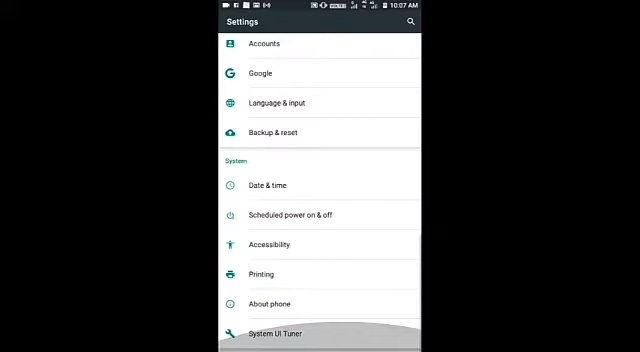 10:07 AM
Settings
Accounts
Google
Language & input
Backup & reset
System
Date & time
Scheduled power on & off
Accessibility
Printing
About phone
System UI Tuner